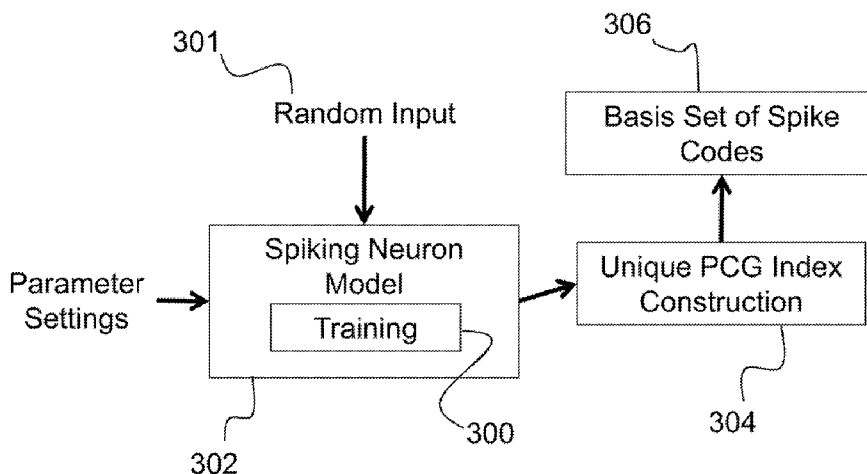 301
306
Random Input
Basis Set of Spike
Codes
Spiking Neuron
Model
Training
Parameter
Settings
Unique PCG Index
Construction
302
300
304